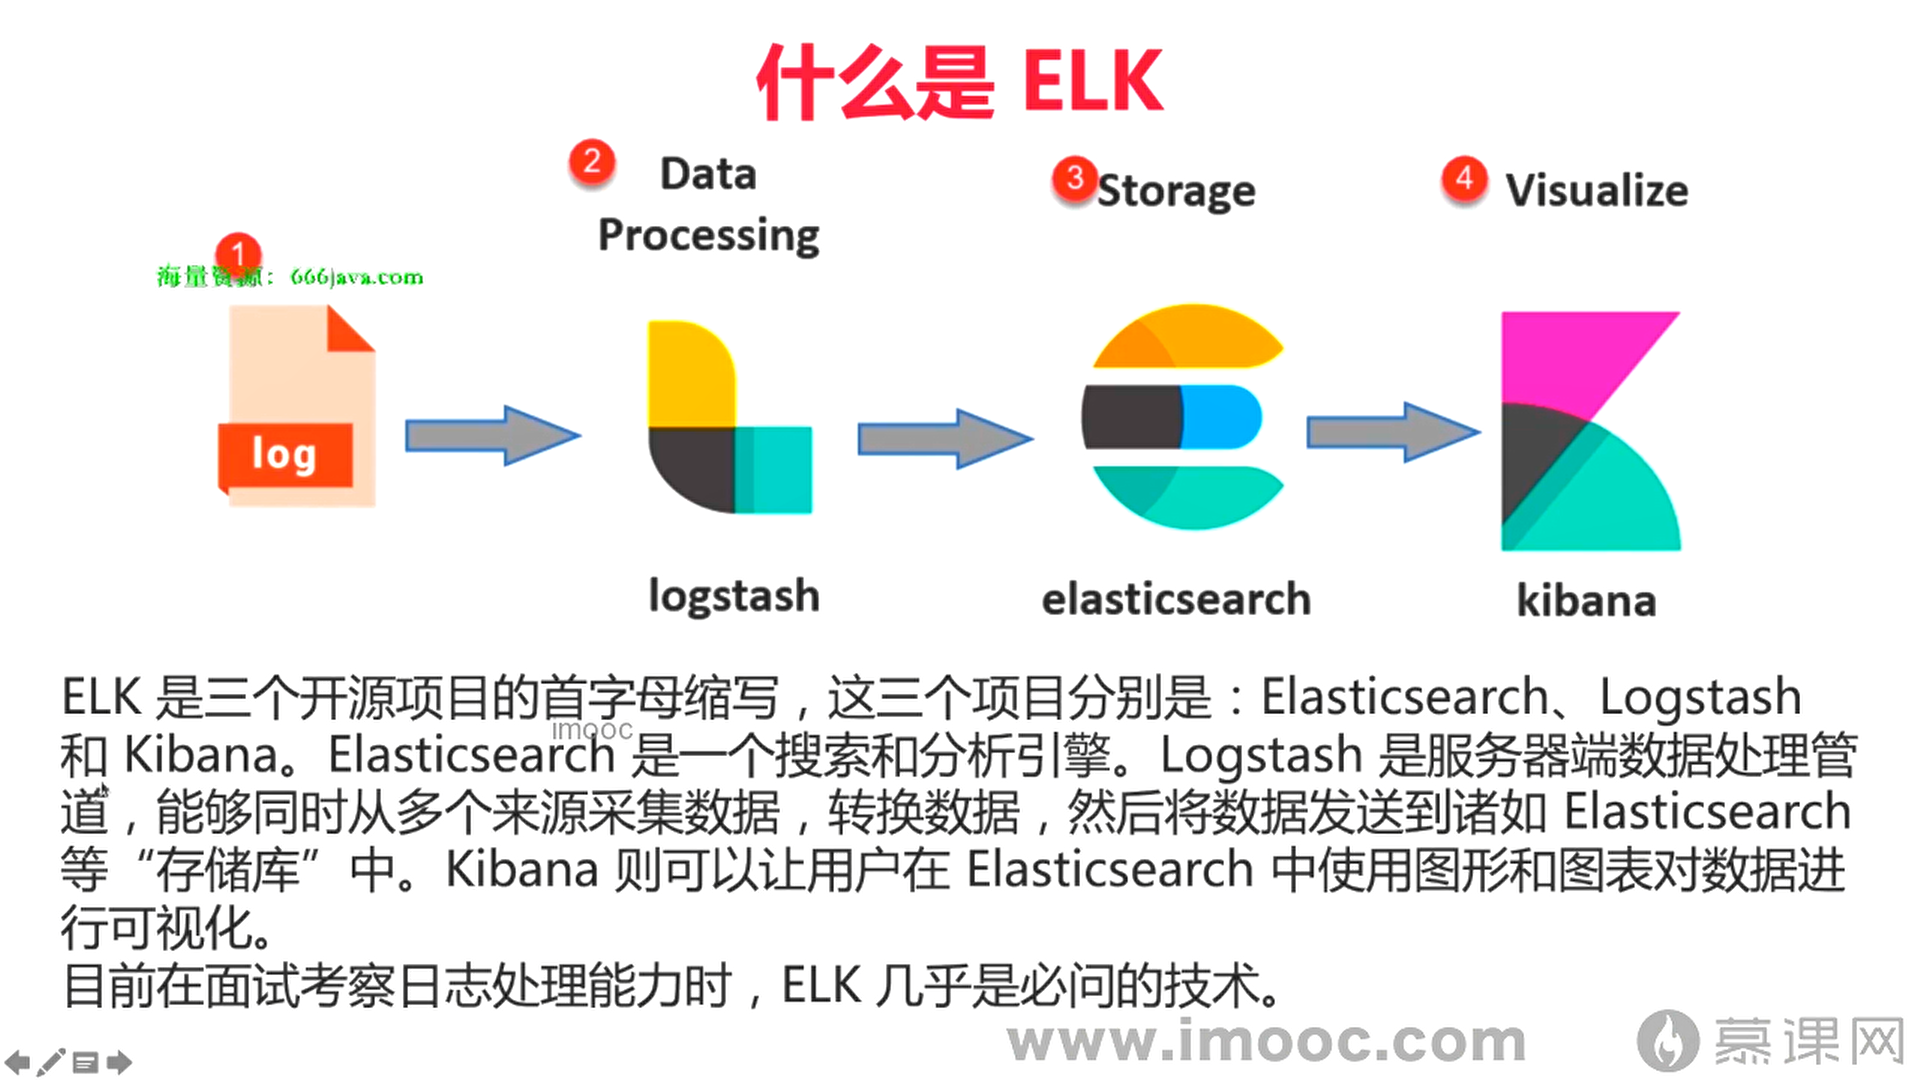 什么是 ELK
2
Data
Processing
3
Storage
4
Visualize
1
海量资源：666java.com
log
logstash
elasticsearch
kibana
ELK 是三个开源项目的首字母缩写，这三个项目分别是：Elasticsearch、Logstash
和 Kibana。Elasticsearch 是一个搜索和分析引擎。Logstash 是服务器端数据处理管
道，能够同时从多个来源采集数据，转换数据，然后将数据发送到诸如 Elasticsearch
等“存储库”中。Kibana 则可以让用户在 Elasticsearch 中使用图形和图表对数据进
行可视化。
目前在面试考察日志处理能力时，ELK 几乎是必问的技术。
imooc
www.imooc.com
慕课网